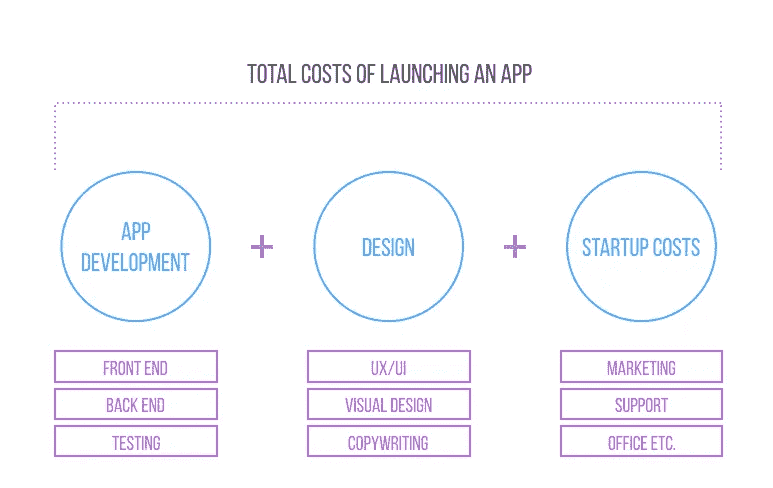 TOTAL COSTS OF LAUNCHING AN APP
APP
DEVELOPMENT
+
DESIGN
+
STARTUP COSTS
FRONT END
BACK END
TESTING
UX/UI
VISUAL DESIGN
COPYWRITING
MARKETING
SUPPORT
OFFICE ETC.